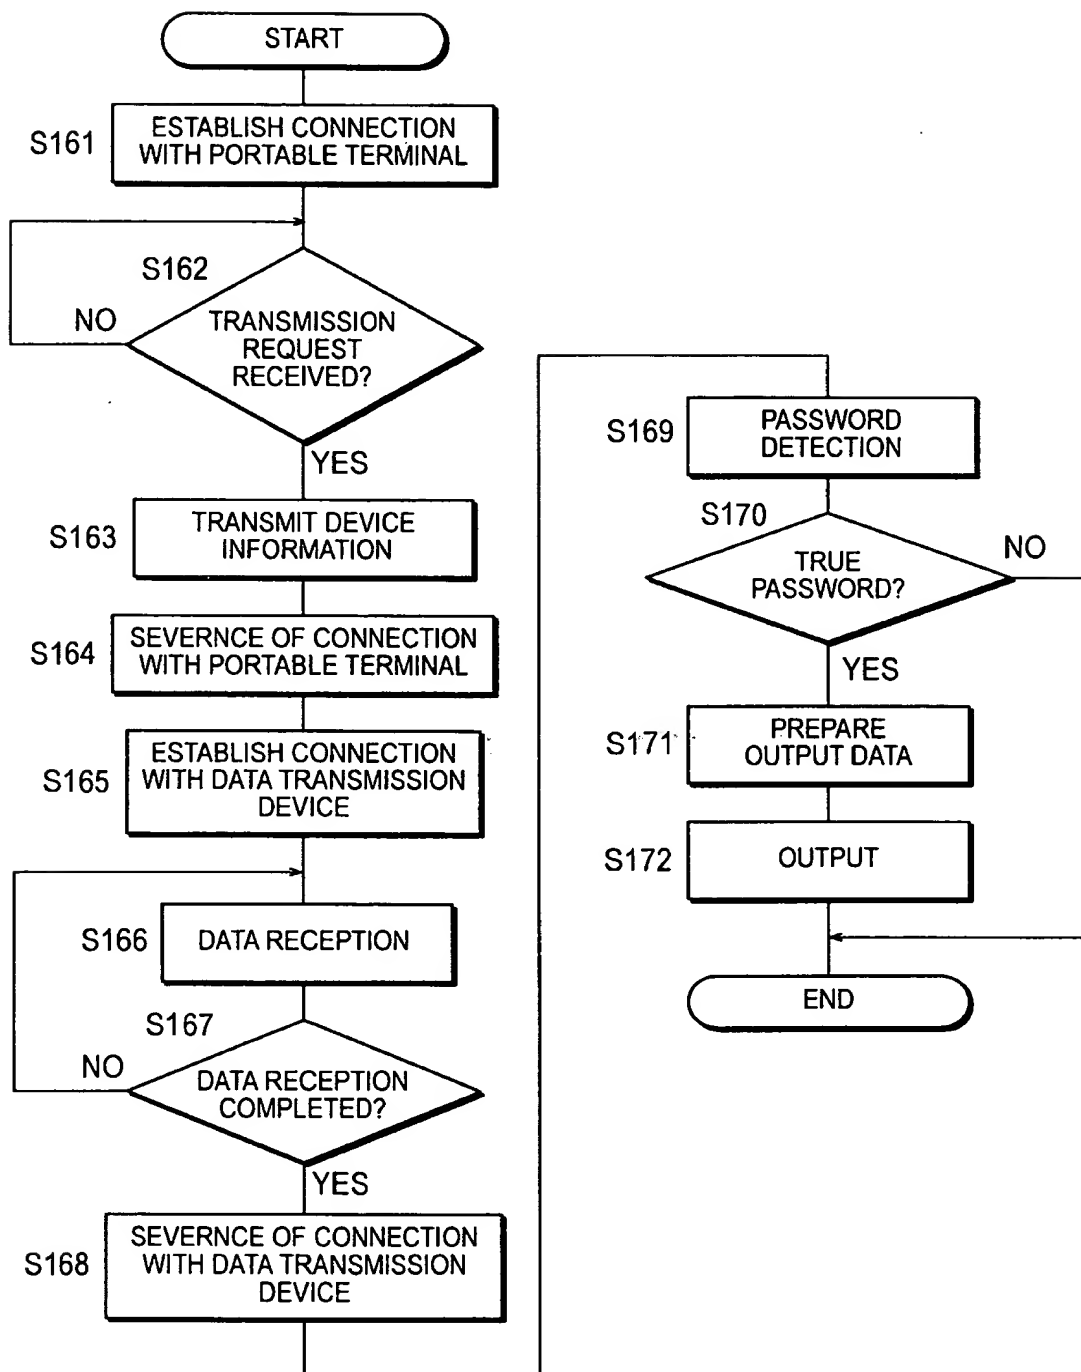 START
S161
ESTABLISH CONNECTION
WITH PORTABLE TERMINAL
S162
NO
TRANSMISSION
REQUEST
RECEIVED?
YES
S163
TRANSMIT DEVICE
INFORMATION
S164
SEVERNCE OF CONNECTION
WITH PORTABLE TERMINAL
S165
ESTABLISH CONNECTION
WITH DATA TRANSMISSION
DEVICE
S166
DATA RECEPTION
S167
NO
DATA RECEPTION
COMPLETED?
YES
S168
SEVERNCE OF CONNECTION
WITH DATA TRANSMISSION
DEVICE
S169
PASSWORD
DETECTION
S170
NO
TRUE
PASSWORD?
YES
S171
PREPARE
OUTPUT DATA
S172
OUTPUT
END